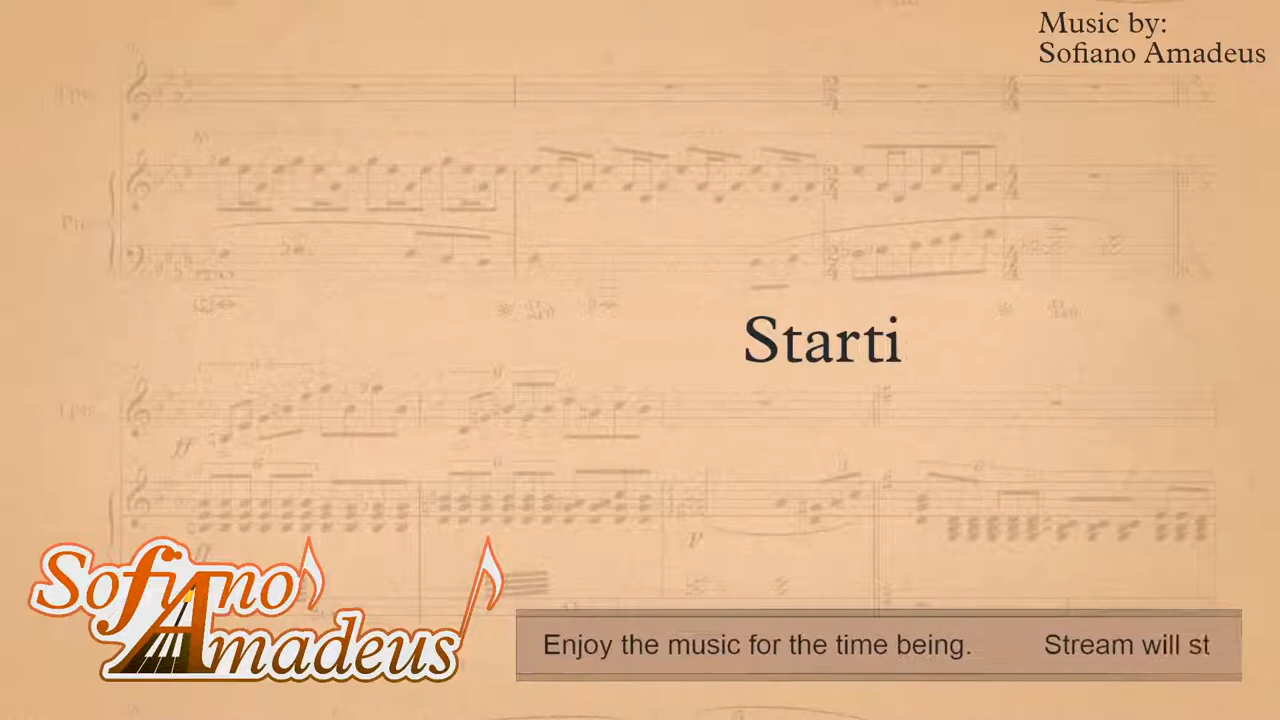 Music by:
Sofiano Amadeus
Starti
Sofiano
Amadeus
Enjoy the music for the time being. Stream will st